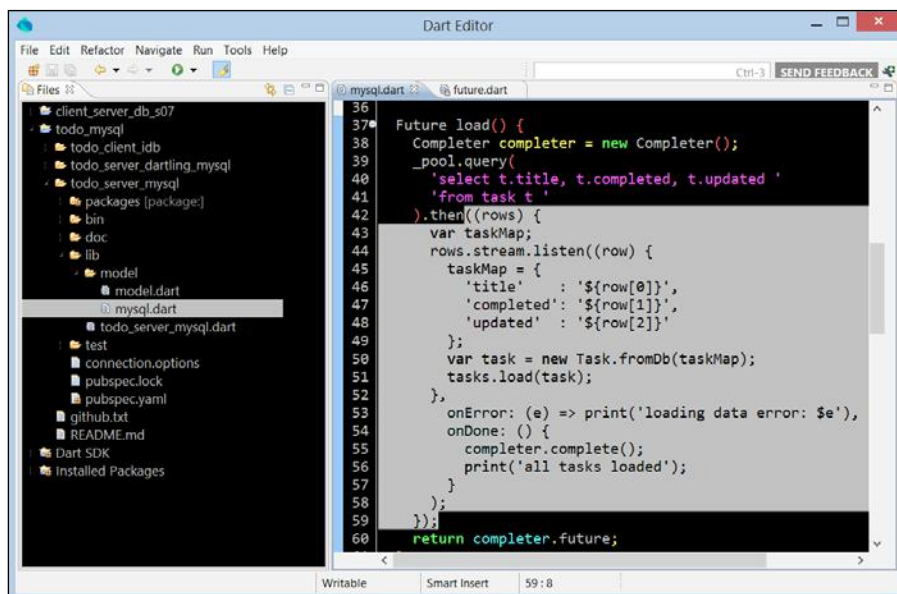 Dart Editor
File Edit Refactor Navigate Run Tools Help
Ctrl-3 SEND FEEDBACK
Files
client_server_db_s07
todo_mysql
todo_client_idb
todo_server_dartling_mysql
todo_server_mysql
packages [package:]
bin
doc
lib
model
model.dart
mysql.dart
todo_server_mysql.dart
test
connection.options
pubspec.lock
pubspec.yaml
github.txt
README.md
Dart SDK
Installed Packages
mysql.dart future.dart
36
37 Future load() {
38 Completer completer = new Completer();
39 _pool.query(
40 'select t.title, t.completed, t.updated '
41 'from task t '
42 ).then((rows) {
43 var taskMap;
44 rows.stream.listen((row) {
45 taskMap = {
46 'title' : '${row[0]}',
47 'completed': '${row[1]}',
48 'updated' : '${row[2]}'
49 };
50 var task = new Task.fromDb(taskMap);
51 tasks.load(task);
52 },
53 onError: (e) => print('loading data error: $e'),
54 onDone: () {
55 completer.complete();
56 print('all tasks loaded');
57 }
58 );
59 });
60 return completer.future;
Writable Smart Insert 59 : 8